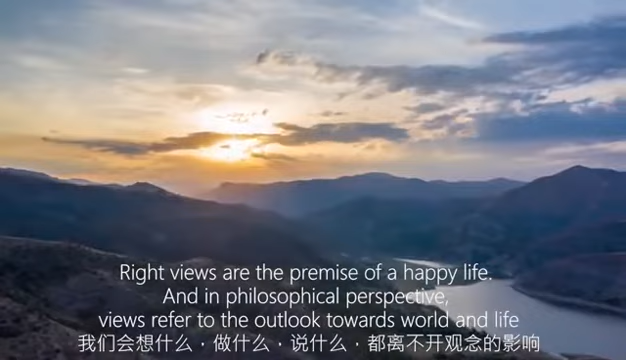 Right views are the premise of a happy life.
And in philosophical perspective,
views refer to the outlook towards world and life
我们会想什么，做什么，说什么，都离不开观念的影响